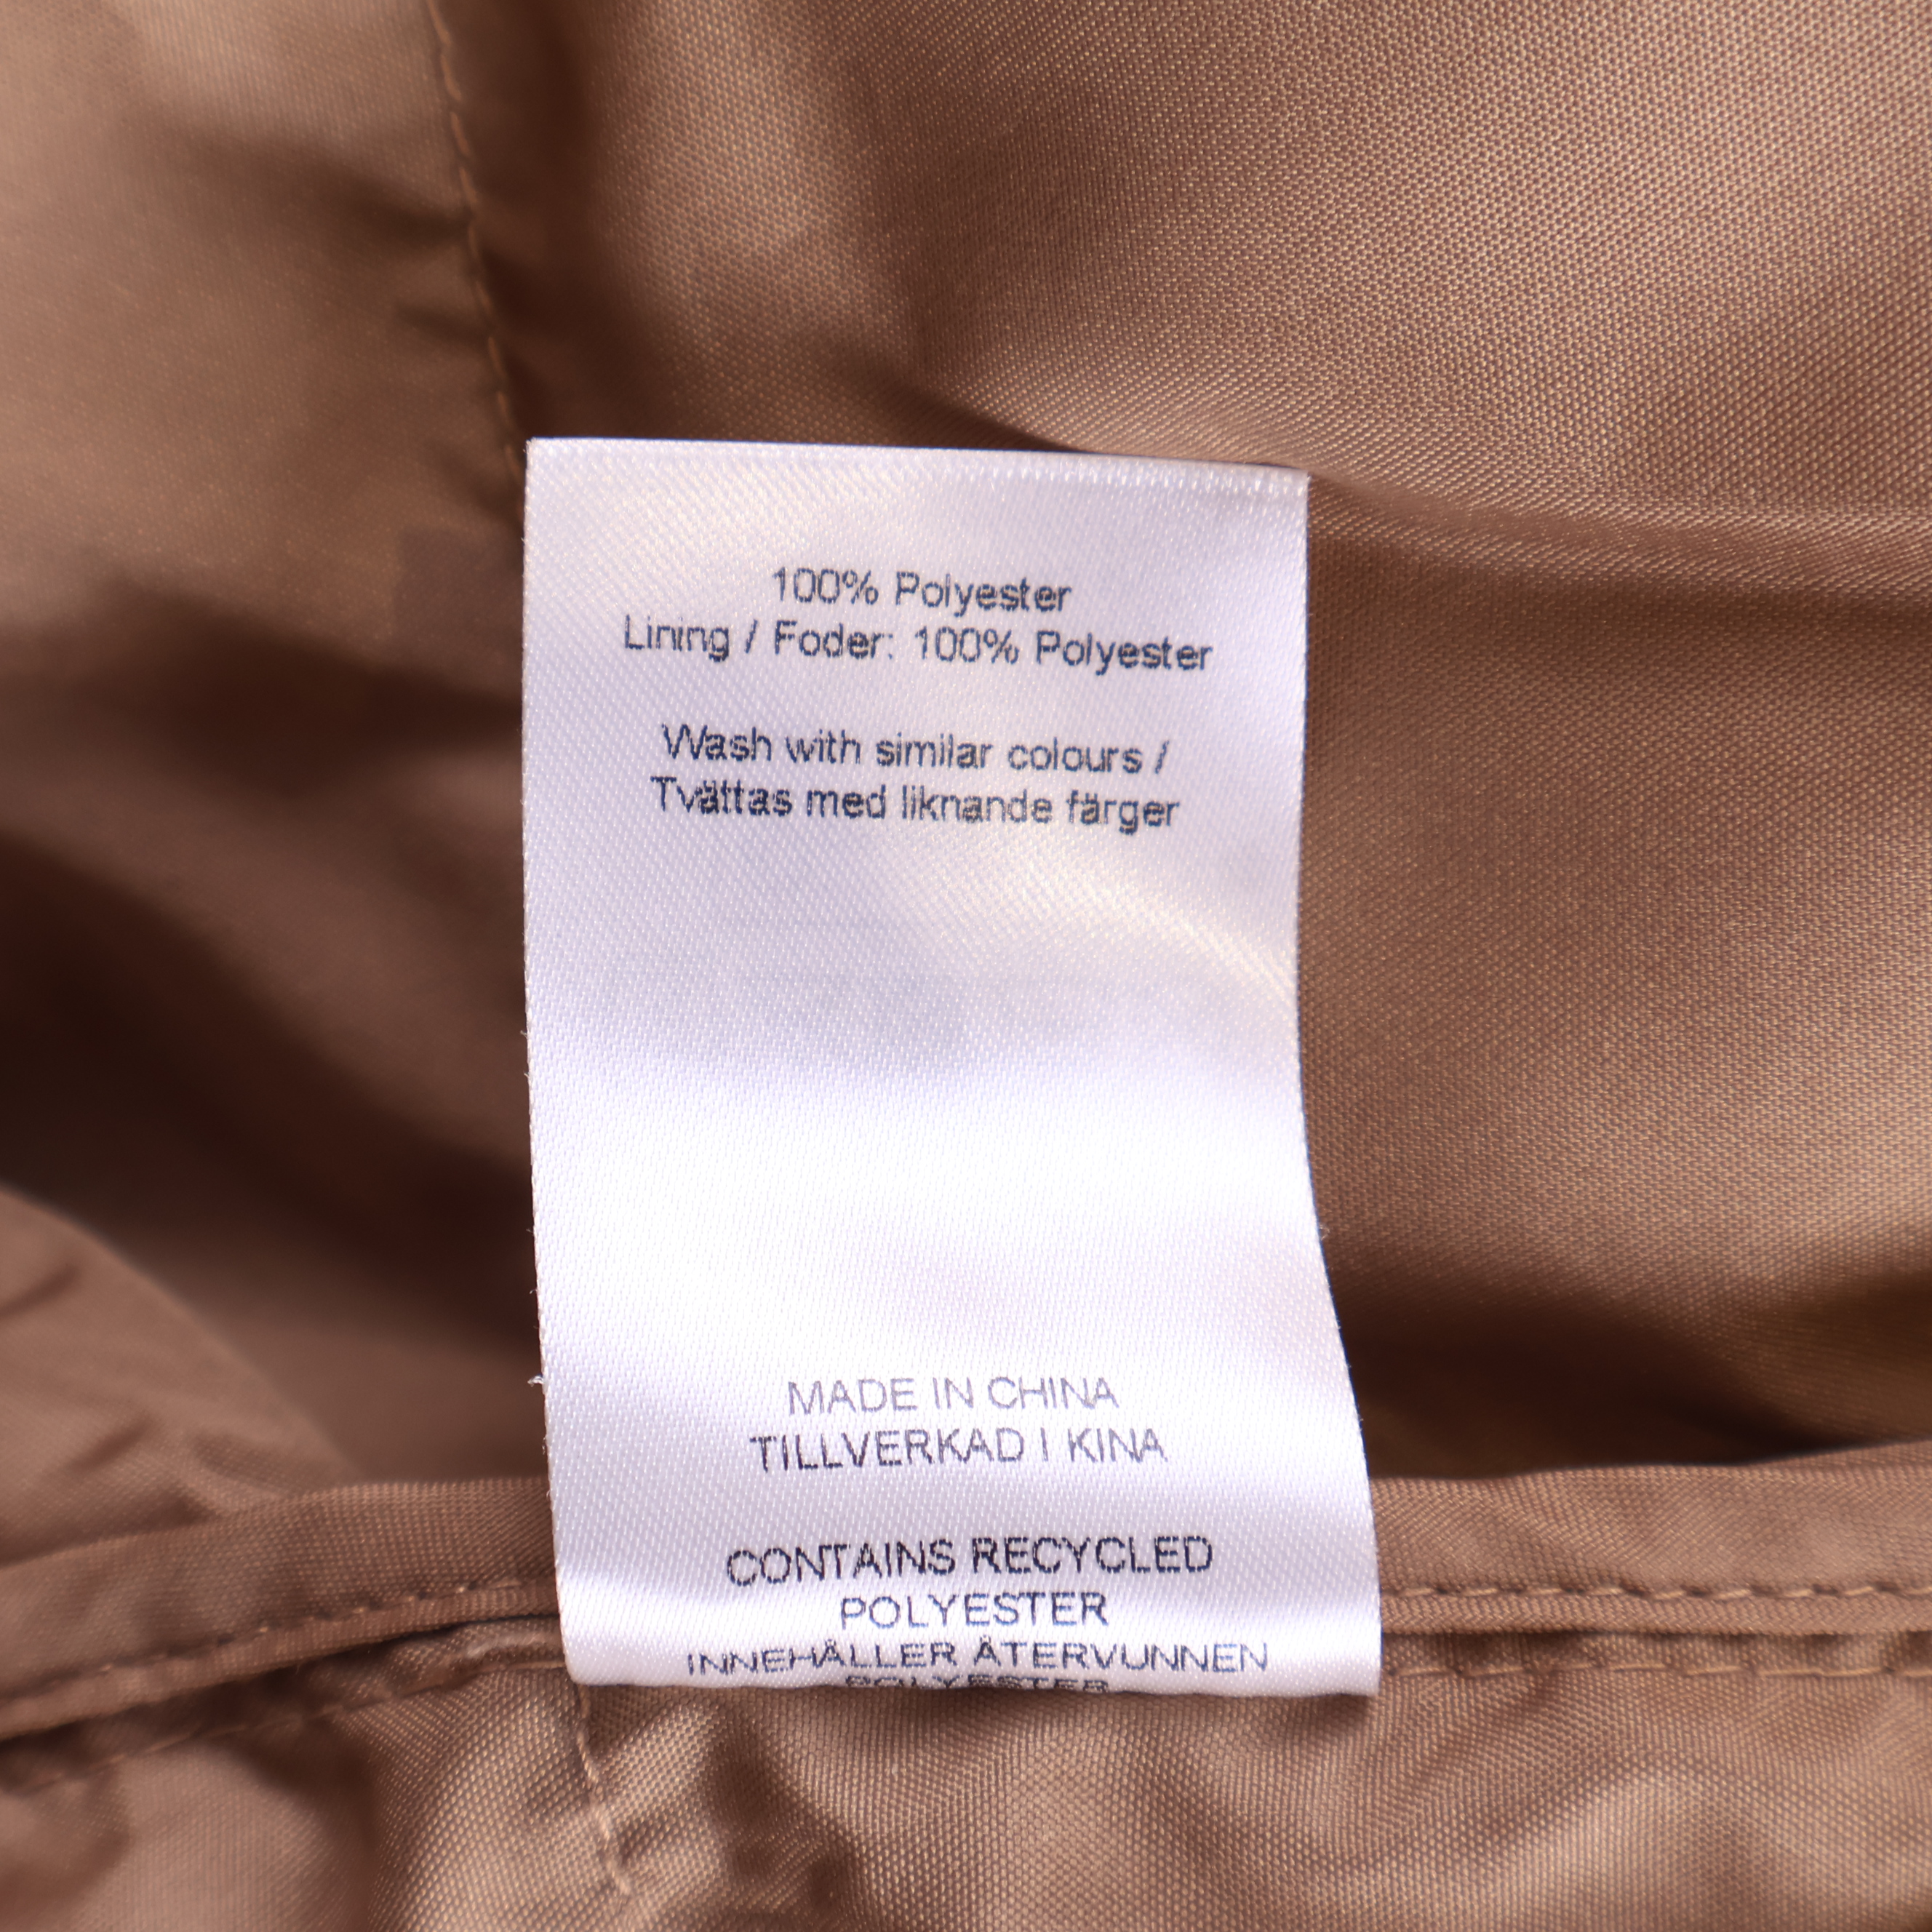 100% Polyester
Lining / Foder: 100% Polyester
Wash with similar colours /
Tvättas med liknande färger
MADE IN CHINA
TILLVERKAD I KINA
CONTAINS RECYCLED
POLYESTER
INNEHÅLLER ÅTERVUNNEN
POLYESTER